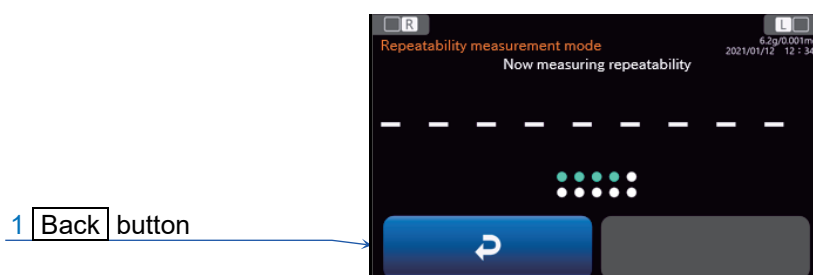 R L
Repeatability measurement mode 6.2g/0.001m
2021/01/12 12:34
Now measuring repeatability
— — — — — — — — —
1 Back button